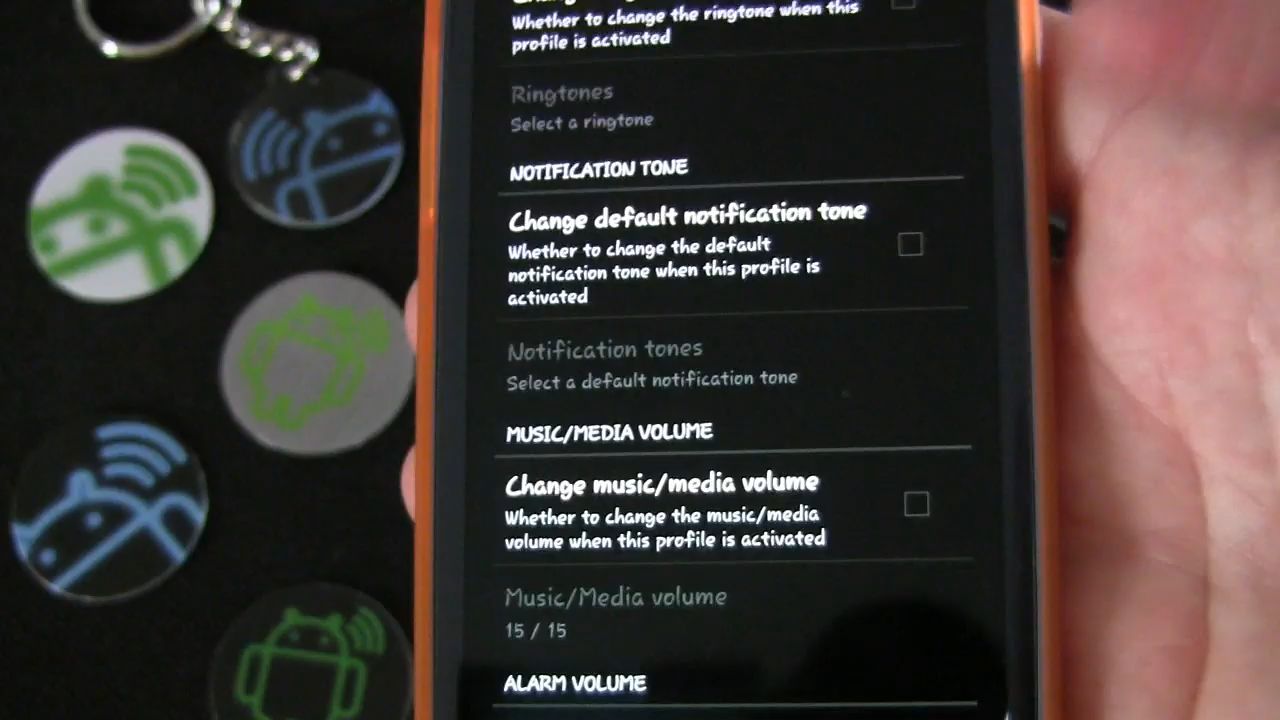 Whether to change the ringtone when this
profile is activated
Ringtones
Select a ringtone
NOTIFICATION TONE
Change default notification tone
Whether to change the default
notification tone when this profile is
activated
Notification tones
Select a default notification tone
MUSIC/MEDIA VOLUME
Change music/media volume
Whether to change the music/media
volume when this profile is activated
Music/Media volume
15 / 15
ALARM VOLUME